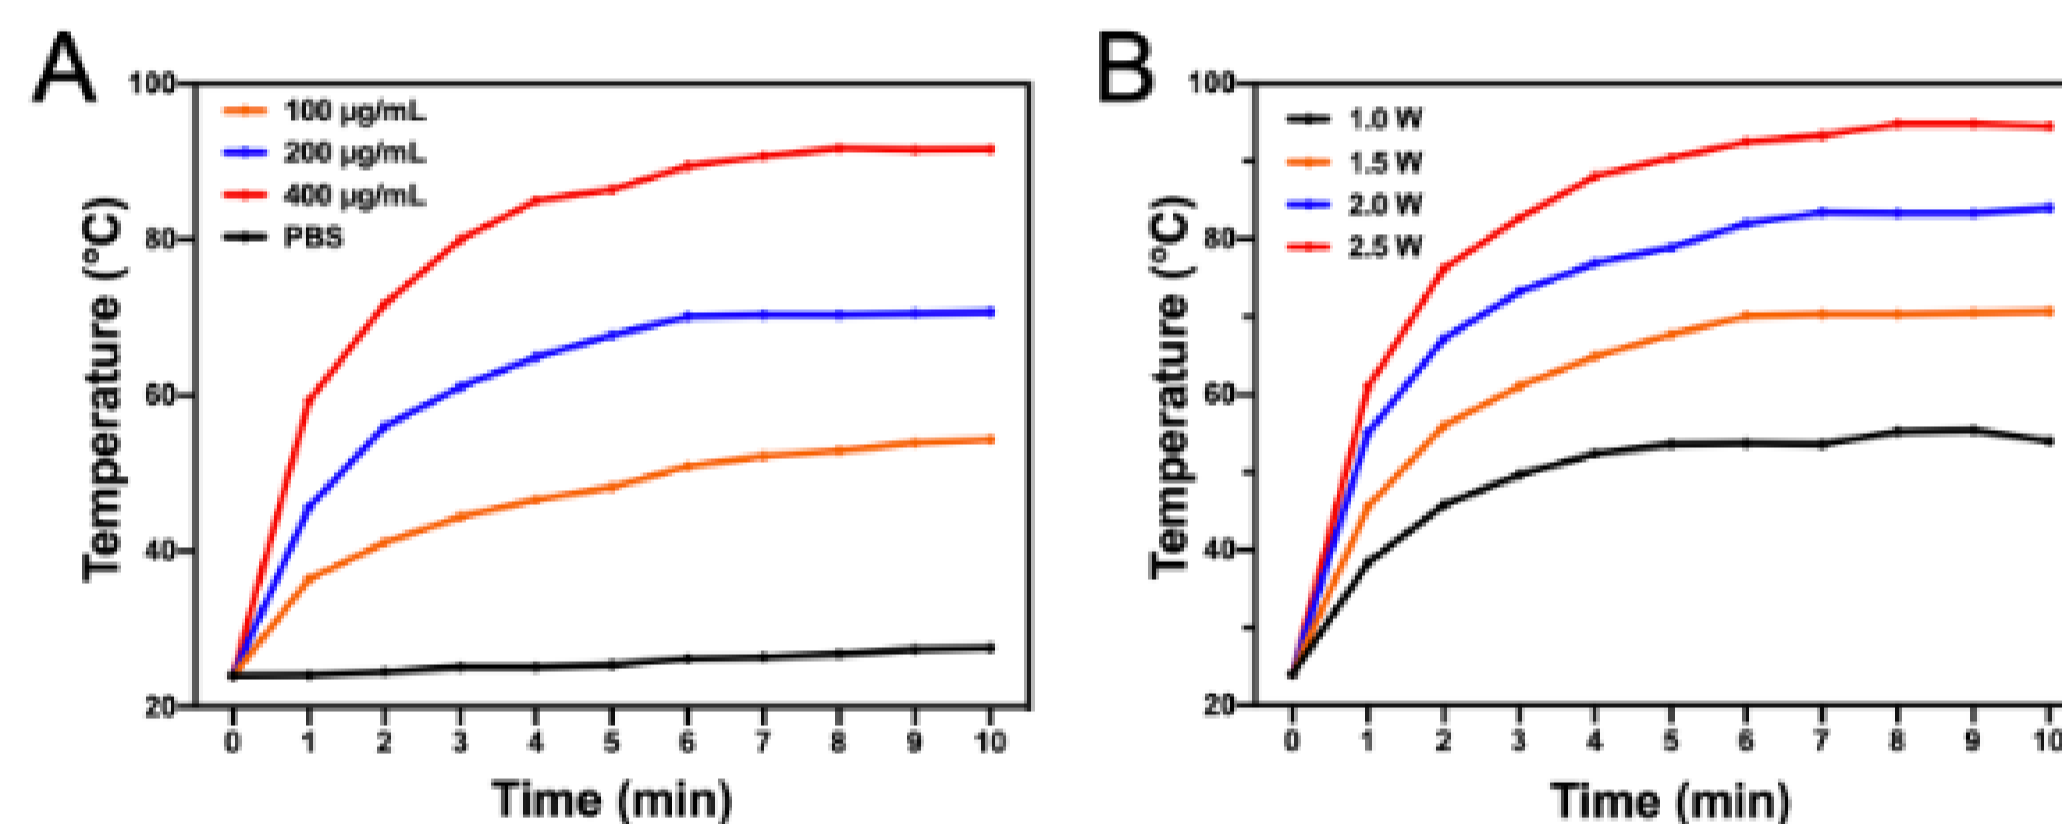 A
100
80
60
40
20
Temperature (°C)
100 µg/mL
200 µg/mL
400 µg/mL
PBS
0 1 2 3 4 5 6 7 8 9 10
Time (min)
B
100
80
60
40
20
Temperature (°C)
1.0 W
1.5 W
2.0 W
2.5 W
0 1 2 3 4 5 6 7 8 9 10
Time (min)